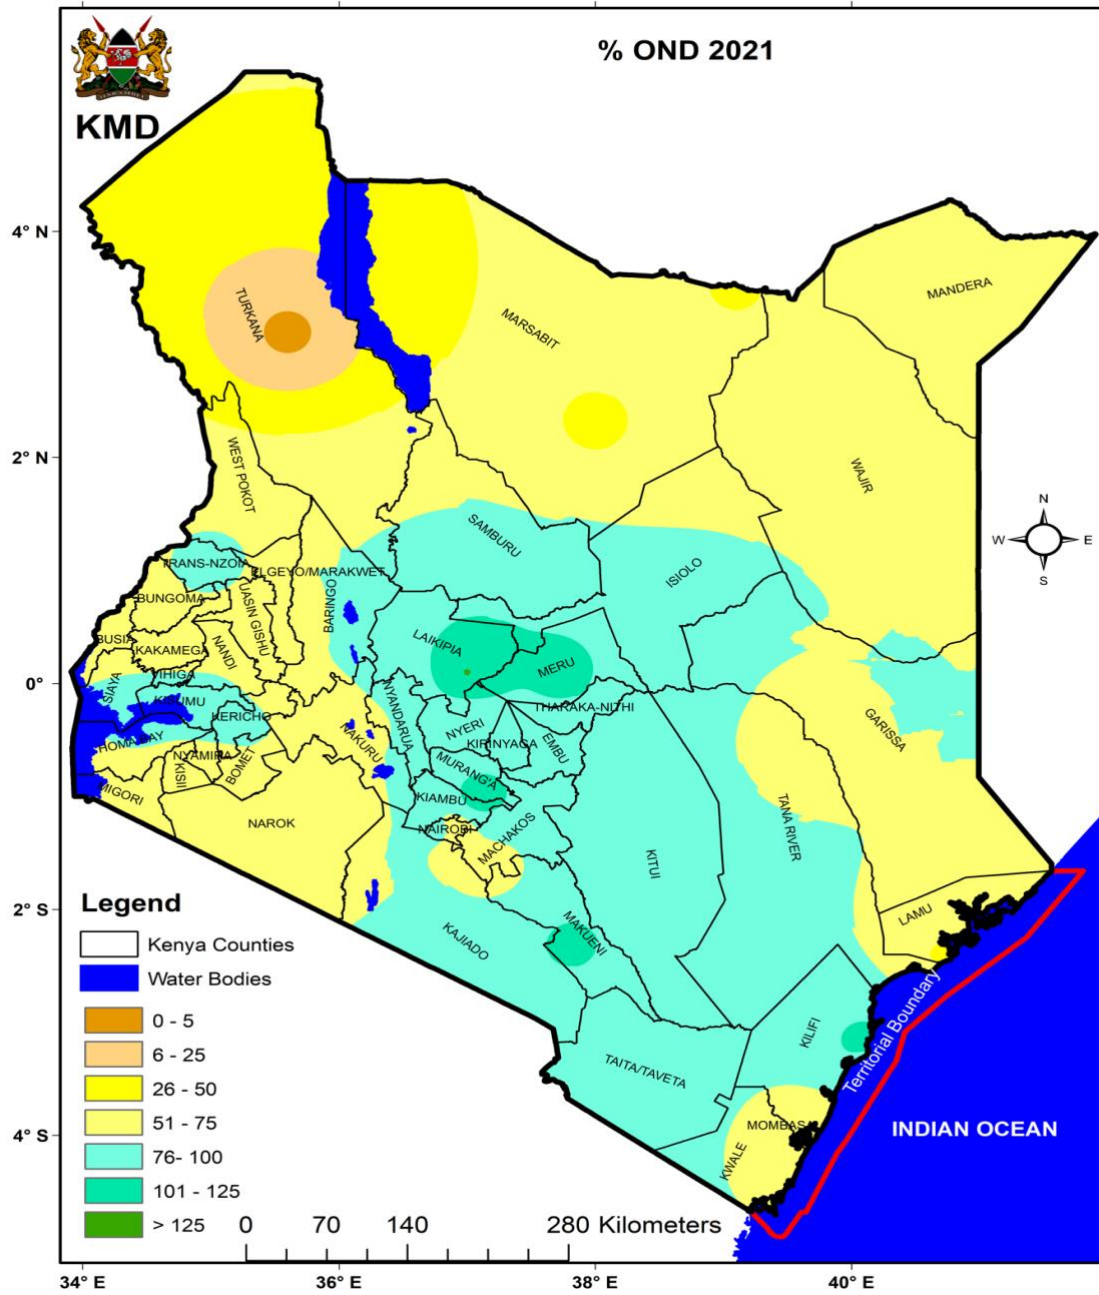 % OND 2021
KMD
4° N
2° N
0°
2° S
4° S
34° E
36° E
38° E
40° E
TURKANA
MARSABIT
MANDERA
WAJIR
WEST POKOT
SAMBURU
ISIOLO
TRANS-NZOIA
ELGEYO/MARAKWET
BUNGOMA
UASIN GISHU
BARINGO
BUSIA
KAKAMEGA
NANDI
LAIKIPIA
MERU
SIAYA
VIHIGA
KISUMU
KERICHO
NYANDARUA
THARAKA-NITHI
GARISSA
HOMA BAY
NYAMIRA
KISII
BOMET
NAKURU
NYERI
KIRINYAGA
EMBU
MURANG'A
MIGORI
NAROK
KIAMBU
NAIROBI
MACHAKOS
KITUI
TANA RIVER
LAMU
KAJIADO
MAKUENI
KILIFI
TAITA/TAVETA
MOMBASA
KWALE
Territorial Boundary
INDIAN OCEAN
N
W
E
S
Legend
Kenya Counties
Water Bodies
0 - 5
6 - 25
26 - 50
51 - 75
76- 100
101 - 125
> 125
0 70 140 280 Kilometers